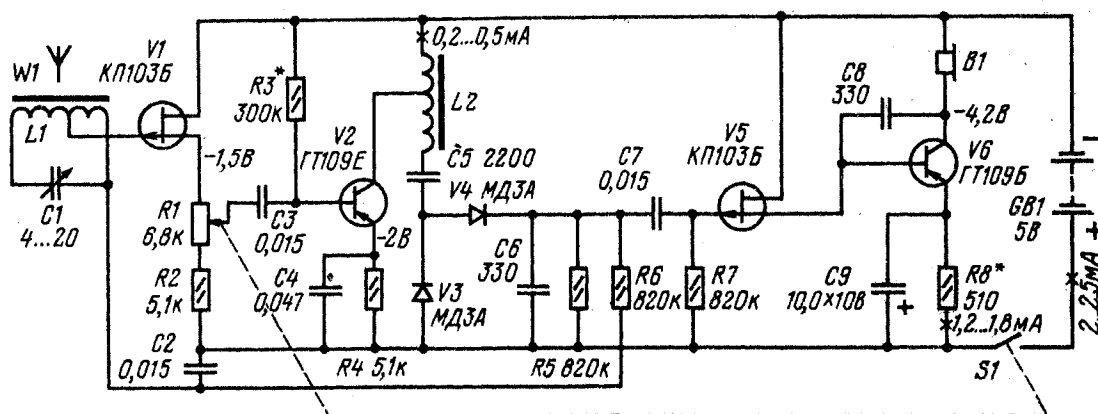 W1
L1
C1
4...20
V1
КП103Б
-1,5В
R1
6,8к
R2
5,1к
C2
0,015
R3*
300к
C3
0,015
C4
0,047
V2
ГТ109Е
-2В
R4 5,1к
0,2...0,5мА
L2
C5 2200
V4 МД3А
V3
МД3А
C6
330
R5 820к
R6
820к
C7
0,015
R7
820к
V5
КП103Б
C8
330
B1
-4,2В
V6
ГТ109Б
C9
10,0×10В
+
R8*
510
1,2...1,8мА
S1
-
GB1
5В
+
2...2,5мА